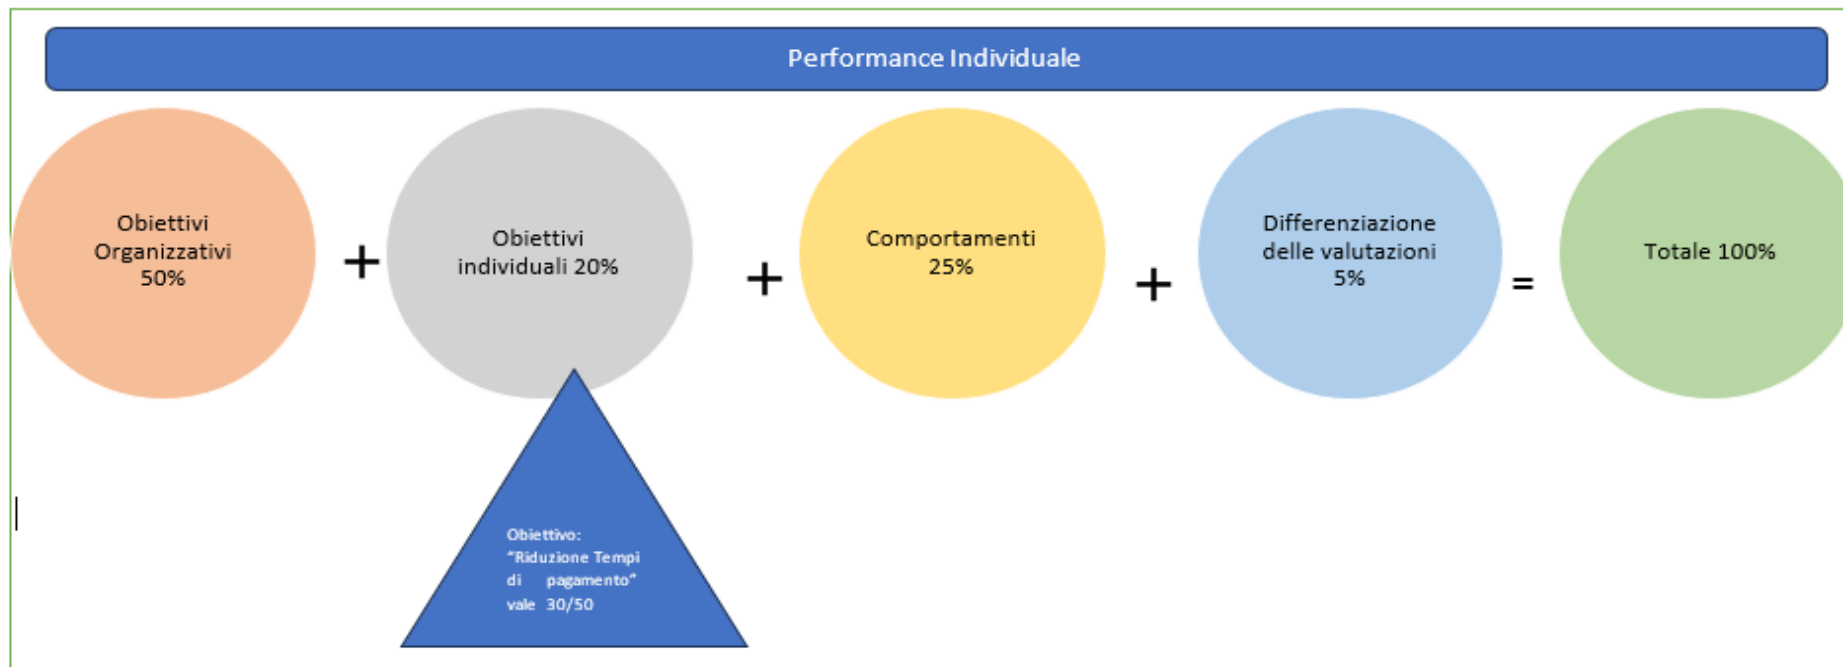 Performance Individuale
Obiettivi
Organizzativi
50%
+
Obiettivi
individuali 20%
+
Comportamenti
25%
+
Differenziazione
delle valutazioni
5%
=
Totale 100%
Obiettivo:
“Riduzione Tempi
di pagamento”
vale 30/50